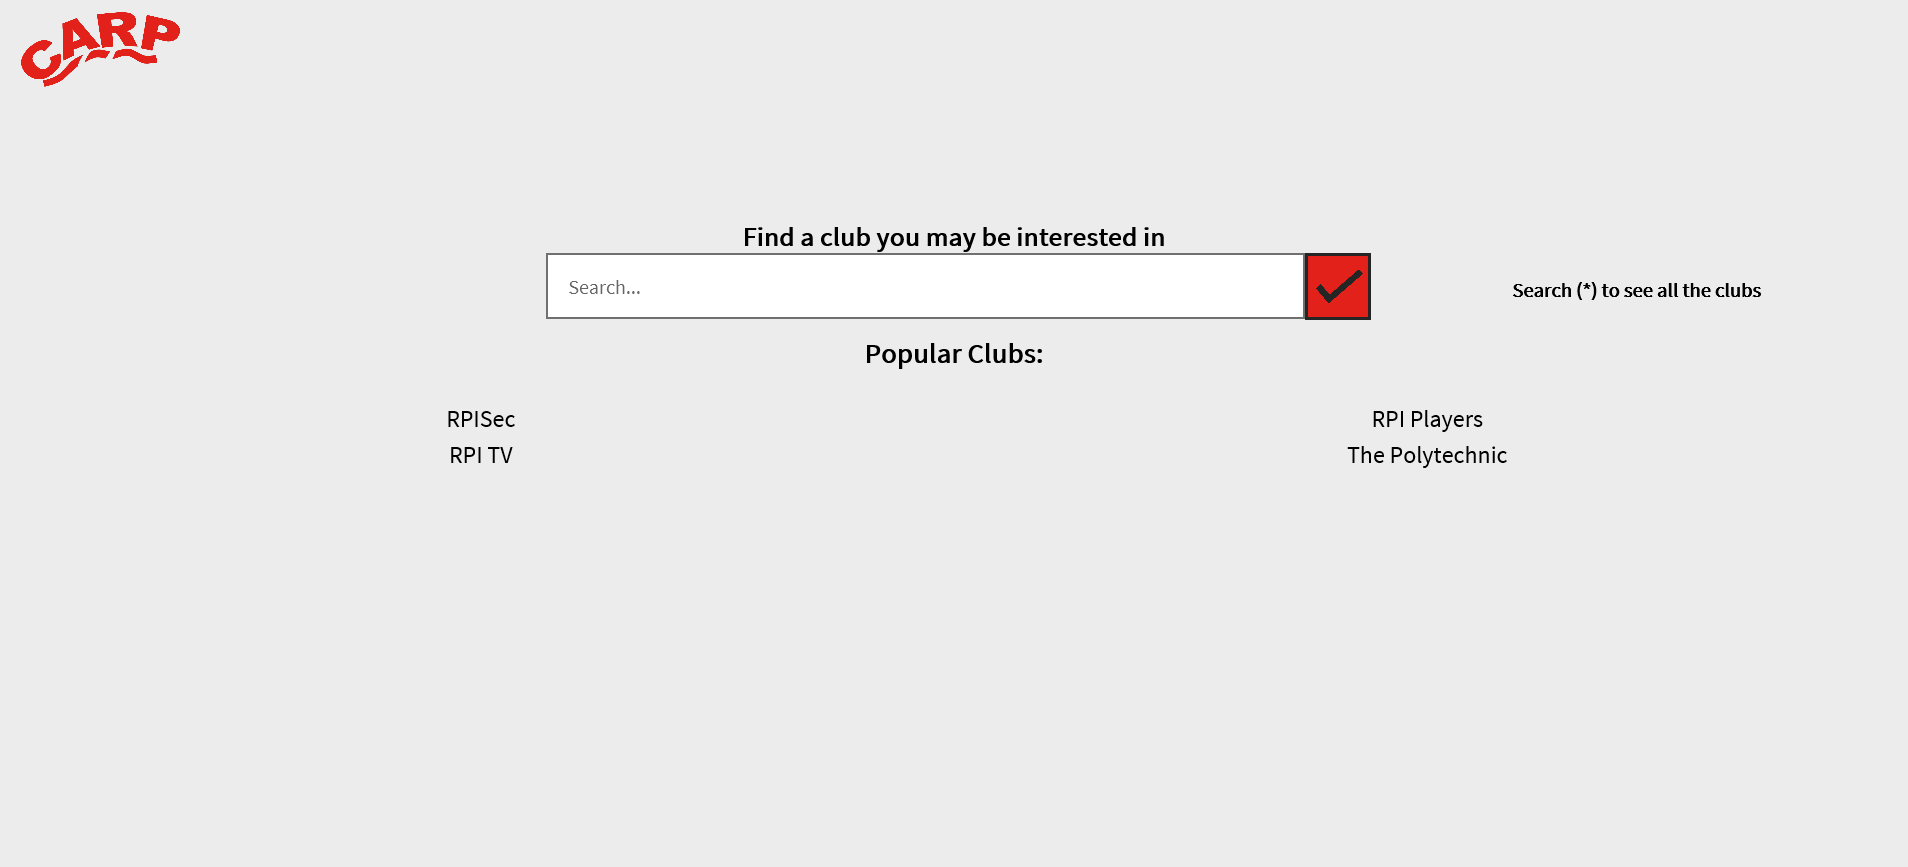 CARP
Find a club you may be interested in
Search...
Search (*) to see all the clubs
Popular Clubs:
RPISec
RPI Players
RPI TV
The Polytechnic